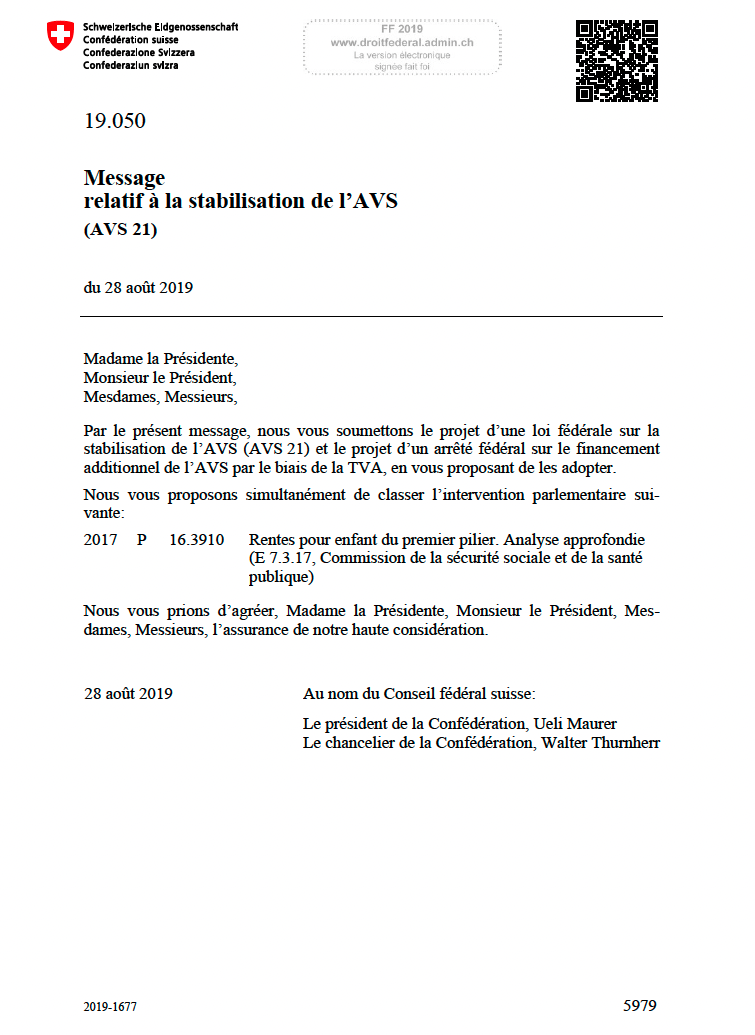 Schweizerische Eidgenossenschaft
Confédération suisse
Confederazione Svizzera
Confederaziun svizra
FF 2019
www.droitfederal.admin.ch
La version électronique
signée fait foi
19.050
Message
relatif à la stabilisation de l’AVS
(AVS 21)
du 28 août 2019
Madame la Présidente,
Monsieur le Président,
Mesdames, Messieurs,
Par le présent message, nous vous soumettons le projet d’une loi fédérale sur la
stabilisation de l’AVS (AVS 21) et le projet d’un arrêté fédéral sur le financement
additionnel de l’AVS par le biais de la TVA, en vous proposant de les adopter.
Nous vous proposons simultanément de classer l’intervention parlementaire sui-
vante:
2017 P 16.3910 Rentes pour enfant du premier pilier. Analyse approfondie
(E 7.3.17, Commission de la sécurité sociale et de la santé
publique)
Nous vous prions d’agréer, Madame la Présidente, Monsieur le Président, Mes-
dames, Messieurs, l’assurance de notre haute considération.
28 août 2019 Au nom du Conseil fédéral suisse:
Le président de la Confédération, Ueli Maurer
Le chancelier de la Confédération, Walter Thurnherr
2019-1677 5979